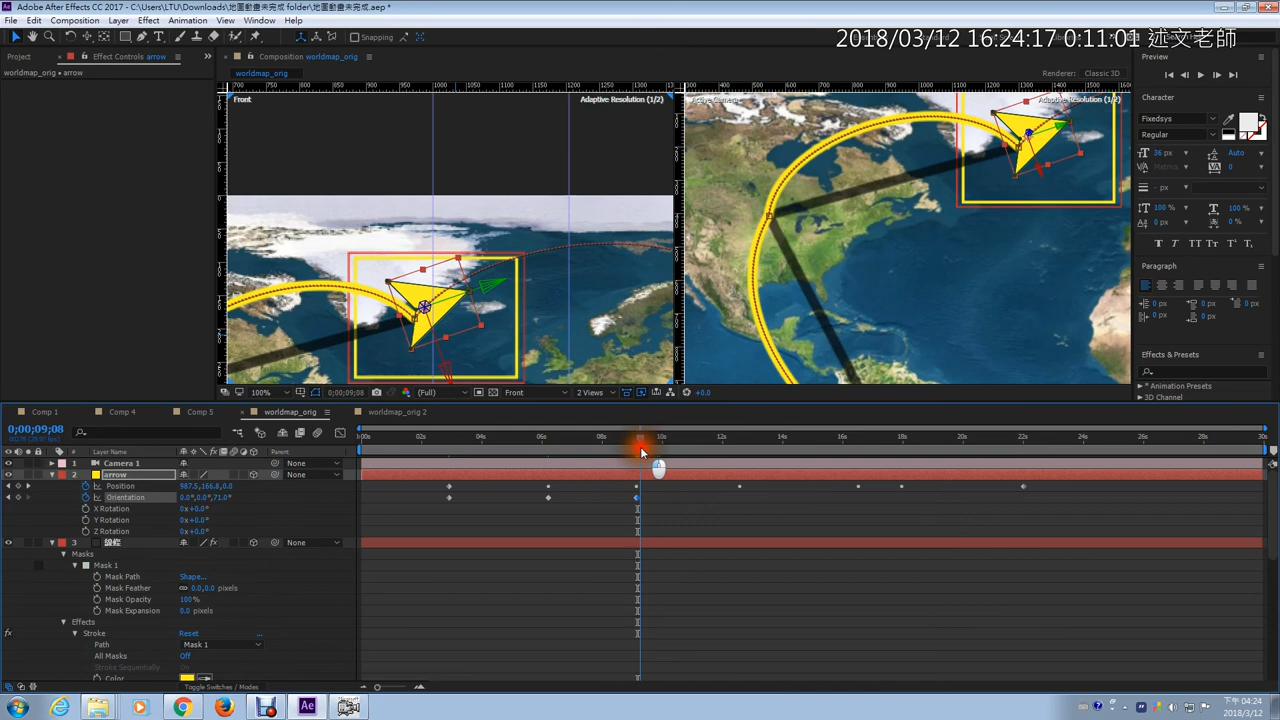 Adobe After Effects CC 2017 - C:\Users\LTU\Downloads\地圖動畫未完成 folder\地圖動畫未完成.aep *
File Edit Composition Layer Effect Animation View Window Help
Snapping
2018/03/12 16:24:17 0:11:01 述文老師
Project
Effect Controls arrow
Composition worldmap_orig
Preview
worldmap_orig • arrow
worldmap_orig
Renderer: Classic 3D
Front
Adaptive Resolution (1/2)
Active Camera
Adaptive Resolution (1/2)
Character
Fixedsys
Regular
36 px
Auto
Metrics
0
- px
100 %
100 %
0 px
0 %
Paragraph
0 px
0 px
0 px
0 px
0 px
Effects & Presets
* Animation Presets
3D Channel
100%
0;00;09;08
(Full)
Front
2 Views
+0.0
Comp 1
Comp 4
Comp 5
worldmap_orig
worldmap_orig 2
0;00;09;08
00278 (29.97 fps)
:00s 02s 04s 06s 08s 10s 12s 14s 16s 18s 20s 22s 24s 26s 28s 30s
# Layer Name
Parent
1 Camera 1
None
2 arrow
None
Position
987.5,166.8,0.0
Orientation
0.0°,0.0°,71.0°
X Rotation
0x+0.0°
Y Rotation
0x+0.0°
Z Rotation
0x+0.0°
3
None
Masks
Mask 1
Mask Path
Shape...
Mask Feather
0.0,0.0 pixels
Mask Opacity
100%
Mask Expansion
0.0 pixels
Effects
fx
Stroke
Reset
...
Path
Mask 1
All Masks
Off
Stroke Sequentially
On
Color
Toggle Switches / Modes
下午 04:24
2018/3/12